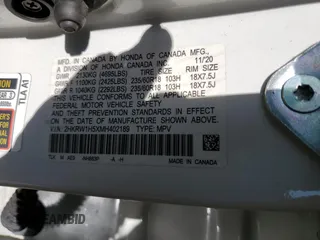 MFD. IN CANADA BY HONDA OF CANADA MFG.,
A DIVISION OF HONDA CANADA INC. 11/20
GVWR 2130KG (4695LBS) TIRE SIZE RIM SIZE
GAWR F 1100KG (2425LBS) 235/60R18 103H 18X7.5J
GAWR R 1040KG (2292LBS) 235/60R18 103H 18X7.5J
THIS VEHICLE CONFORMS TO ALL APPLICABLE
FEDERAL MOTOR VEHICLE SAFETY
AND THEFT PREVENTION STANDARDS IN EFFECT ON
THE DATE OF MANUFACTURE SHOWN ABOVE.
V.I.N: 2HKRW1H5XMH402189 TYPE: MPV
MADE IN CANADA
TLA A1